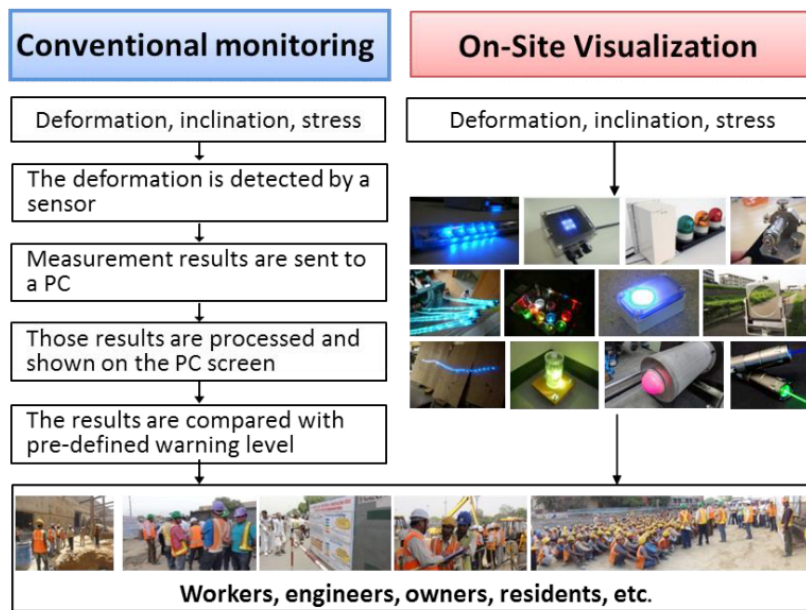 Conventional monitoring
On-Site Visualization
Deformation, inclination, stress
Deformation, inclination, stress
The deformation is detected by a
sensor
Measurement results are sent to
a PC
Those results are processed and
shown on the PC screen
The results are compared with
pre-defined warning level
Workers, engineers, owners, residents, etc.